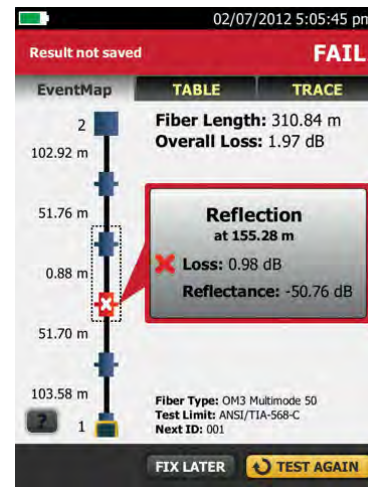 02/07/2012 5:05:45 pm
Result not saved
FAIL
EventMap
TABLE
TRACE
2
Fiber Length: 310.84 m
102.92 m
Overall Loss: 1.97 dB
51.76 m
Reflection
at 155.28 m
Loss: 0.98 dB
0.88 m
Reflectance: -50.76 dB
51.70 m
103.58 m
Fiber Type: OM3 Multimode 50
Test Limit: ANSI/TIA-568-C
?
1
Next ID: 001
FIX LATER
TEST AGAIN